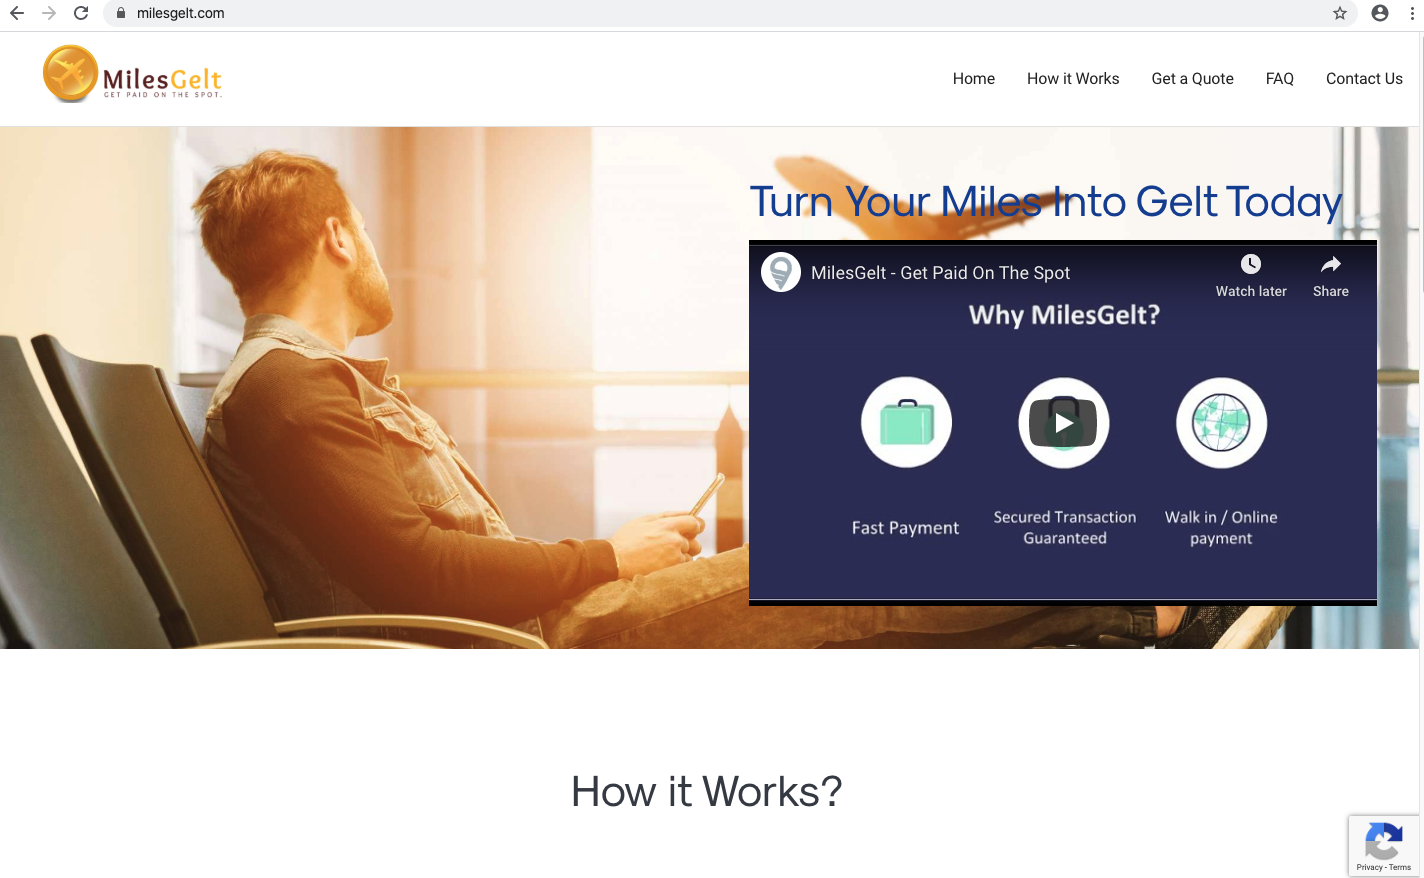 milesgelt.com
MilesGelt
GET PAID ON THE SPOT.
Home How it Works Get a Quote FAQ Contact Us
Turn Your Miles Into Gelt Today
MilesGelt - Get Paid On The Spot
Watch later Share
Why MilesGelt?
Fast Payment
Secured Transaction
Guaranteed
Walk in / Online
payment
How it Works?
Privacy - Terms